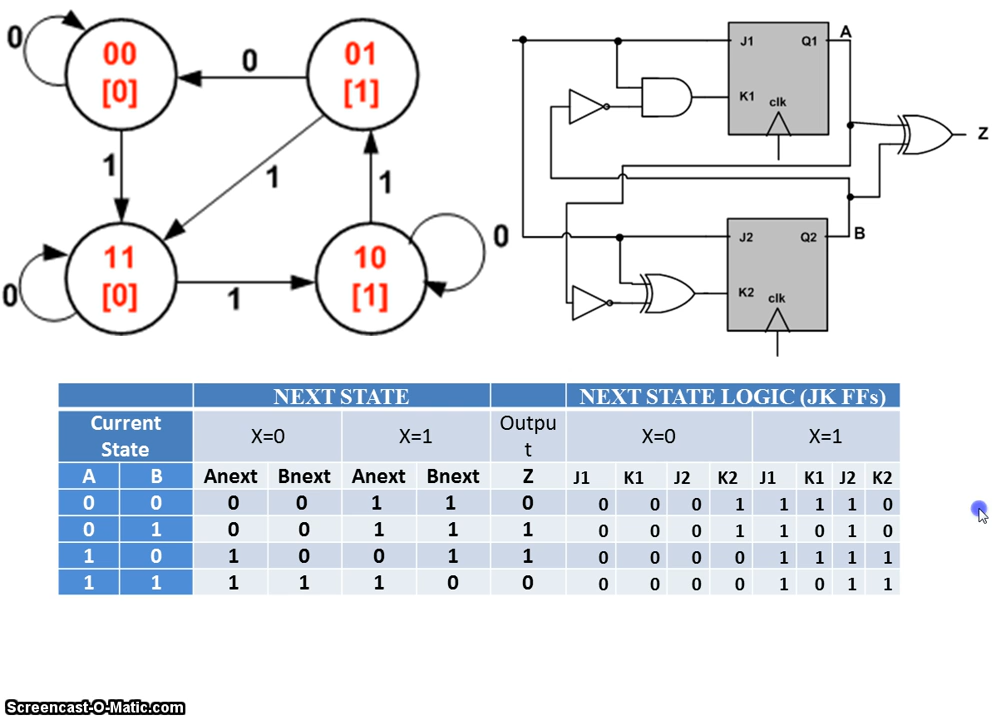 0
00
[0]
0
01
[1]
1
1
1
11
[0]
0
1
10
[1]
0
J1
Q1
A
K1
clk
Z
J2
Q2
B
K2
clk
NEXT STATE
NEXT STATE LOGIC (JK FFs)
Current
State
X=0
X=1
Outpu
t
X=0
X=1
A B Anext Bnext Anext Bnext Z J1 K1 J2 K2 J1 K1 J2 K2
0 0 0 0 1 1 0 0 0 0 1 1 1 1 0
0 1 0 0 1 1 1 0 0 0 1 1 0 1 0
1 0 1 0 0 1 1 0 0 0 0 1 1 1 1
1 1 1 1 1 0 0 0 0 0 0 1 0 1 1
Screencast-O-Matic.com